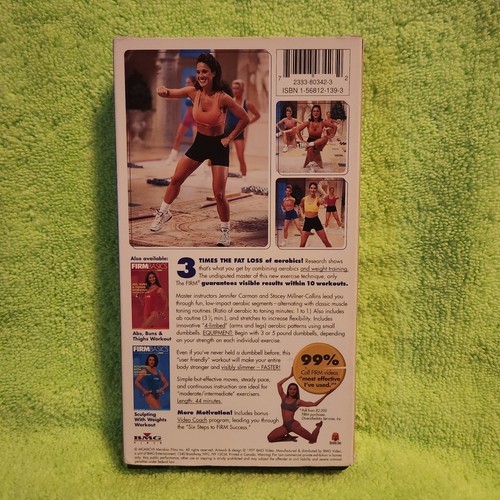 7
2333-80342-3
2
ISBN 1-56812-139-3
Also available:
FIRM BASICS
Abs, Buns &
Thighs Workout
FIRM BASICS
Sculpting
With Weights
Workout
BMG
VIDEO
3 TIMES THE FAT LOSS of aerobics! Research shows
that's what you get by combining aerobics and weight training.
The undisputed master of this new exercise technique, only
The FIRM® guarantees visible results within 10 workouts.
Master instructors Jennifer Carman and Stacey Millner-Collins lead you
through fun, low-impact aerobic segments - alternating with classic muscle
toning routines. (Ratio of aerobic to toning minutes: 1 to 1.) Also includes
ab routine (3½ min.), and stretches to increase flexibility. Includes
innovative "4-limbed" (arms and legs) aerobic patterns using small
dumbbells. EQUIPMENT: Begin with 3 or 5 pound dumbbells, depending
on your strength on each individual exercise.
Even if you've never held a dumbbell before, this
"user friendly" workout will make your entire
body stronger and visibly slimmer – FASTER!
Simple-but-effective moves, steady pace,
and continuous instruction are ideal for
"moderate/intermediate" exercisers.
Length: 44 minutes.
More Motivation! Includes bonus
Video Coach program, leading you
through the "Six Steps to FIRM Success."
99%
Call FIRM videos
"most effective
I've used."*